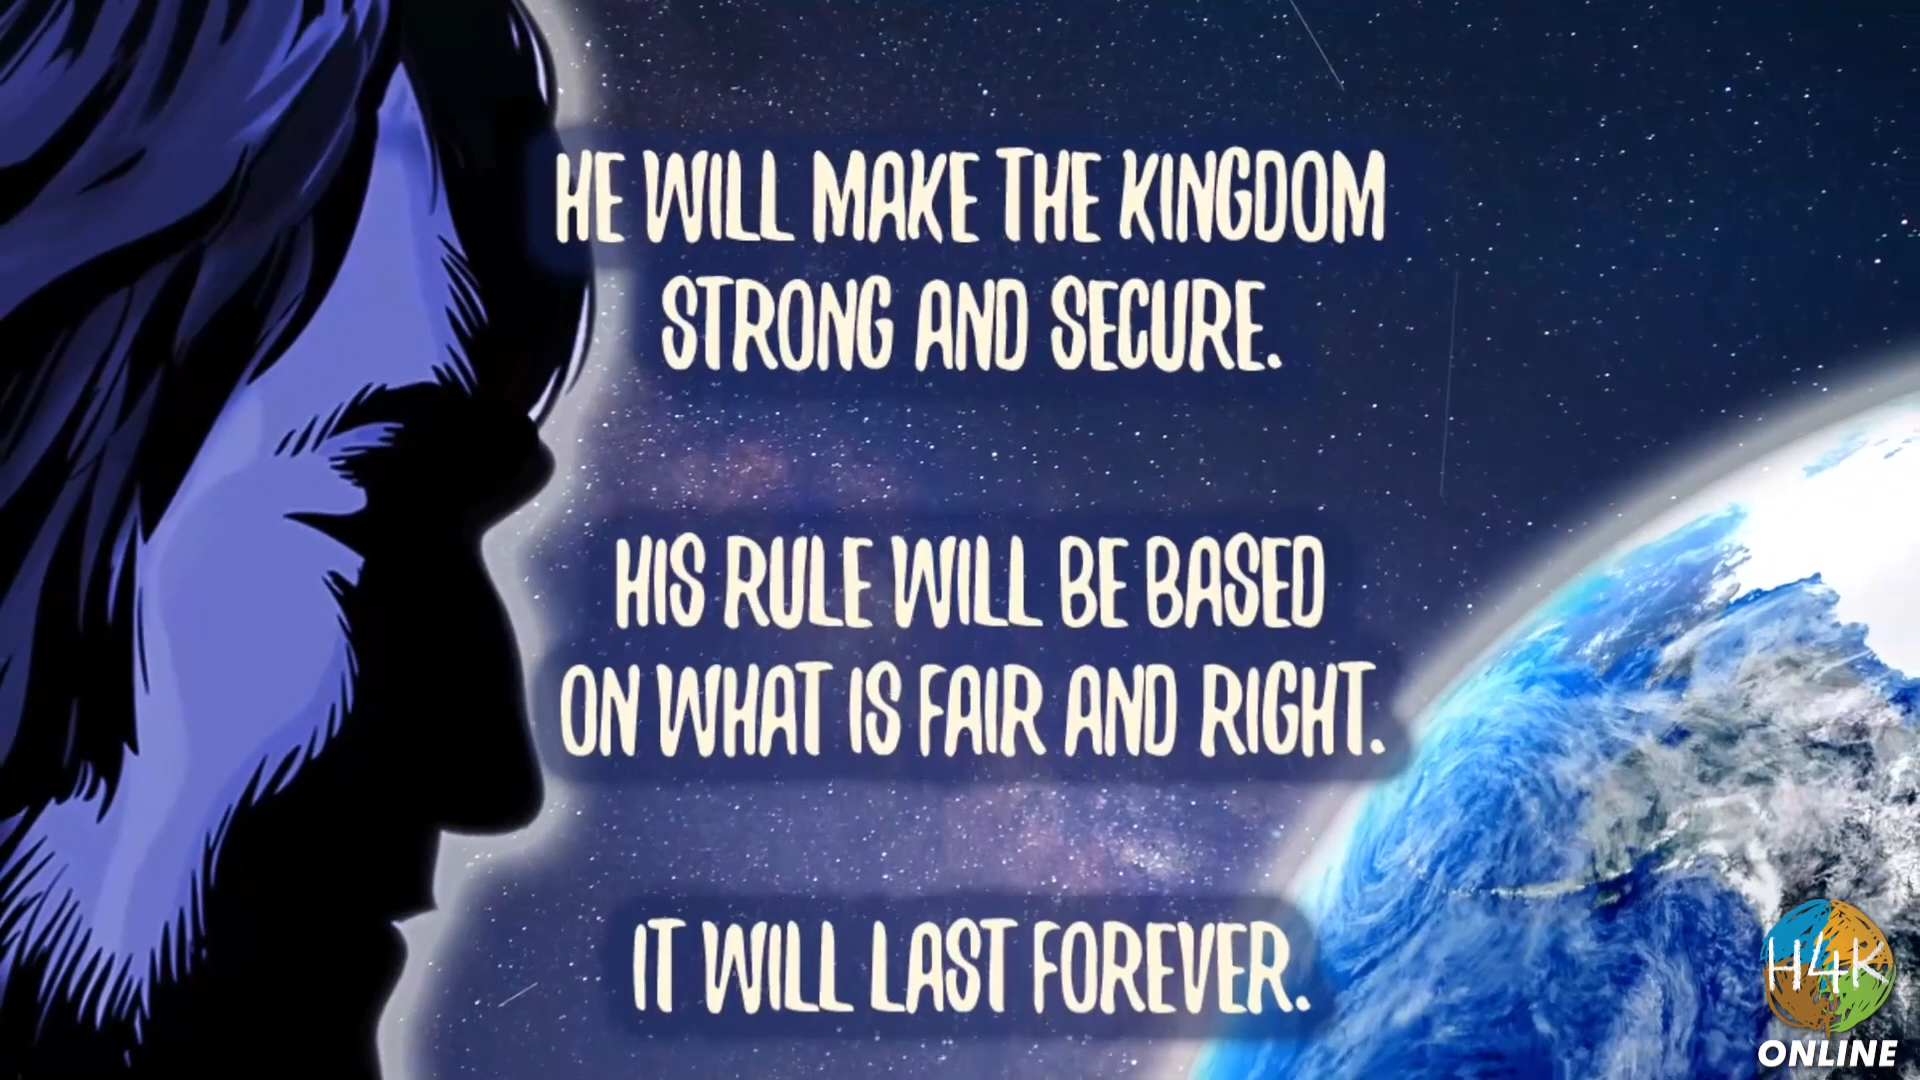 HE WILL MAKE THE KINGDOM
STRONG AND SECURE.
HIS RULE WILL BE BASED
ON WHAT IS FAIR AND RIGHT.
IT WILL LAST FOREVER.
H4K
ONLINE